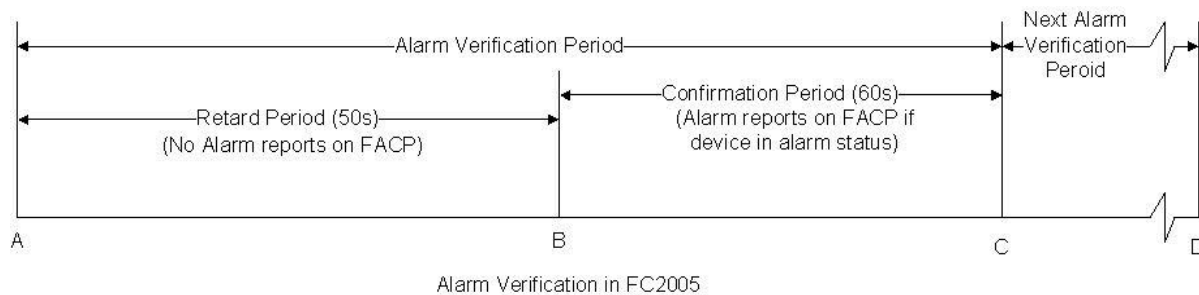 Alarm Verification Period
Next Alarm
Verification
Peroid
Retard Period (50s)
(No Alarm reports on FACP)
Confirmation Period (60s)
(Alarm reports on FACP if
device in alarm status)
A
B
C
D
Alarm Verification in FC2005